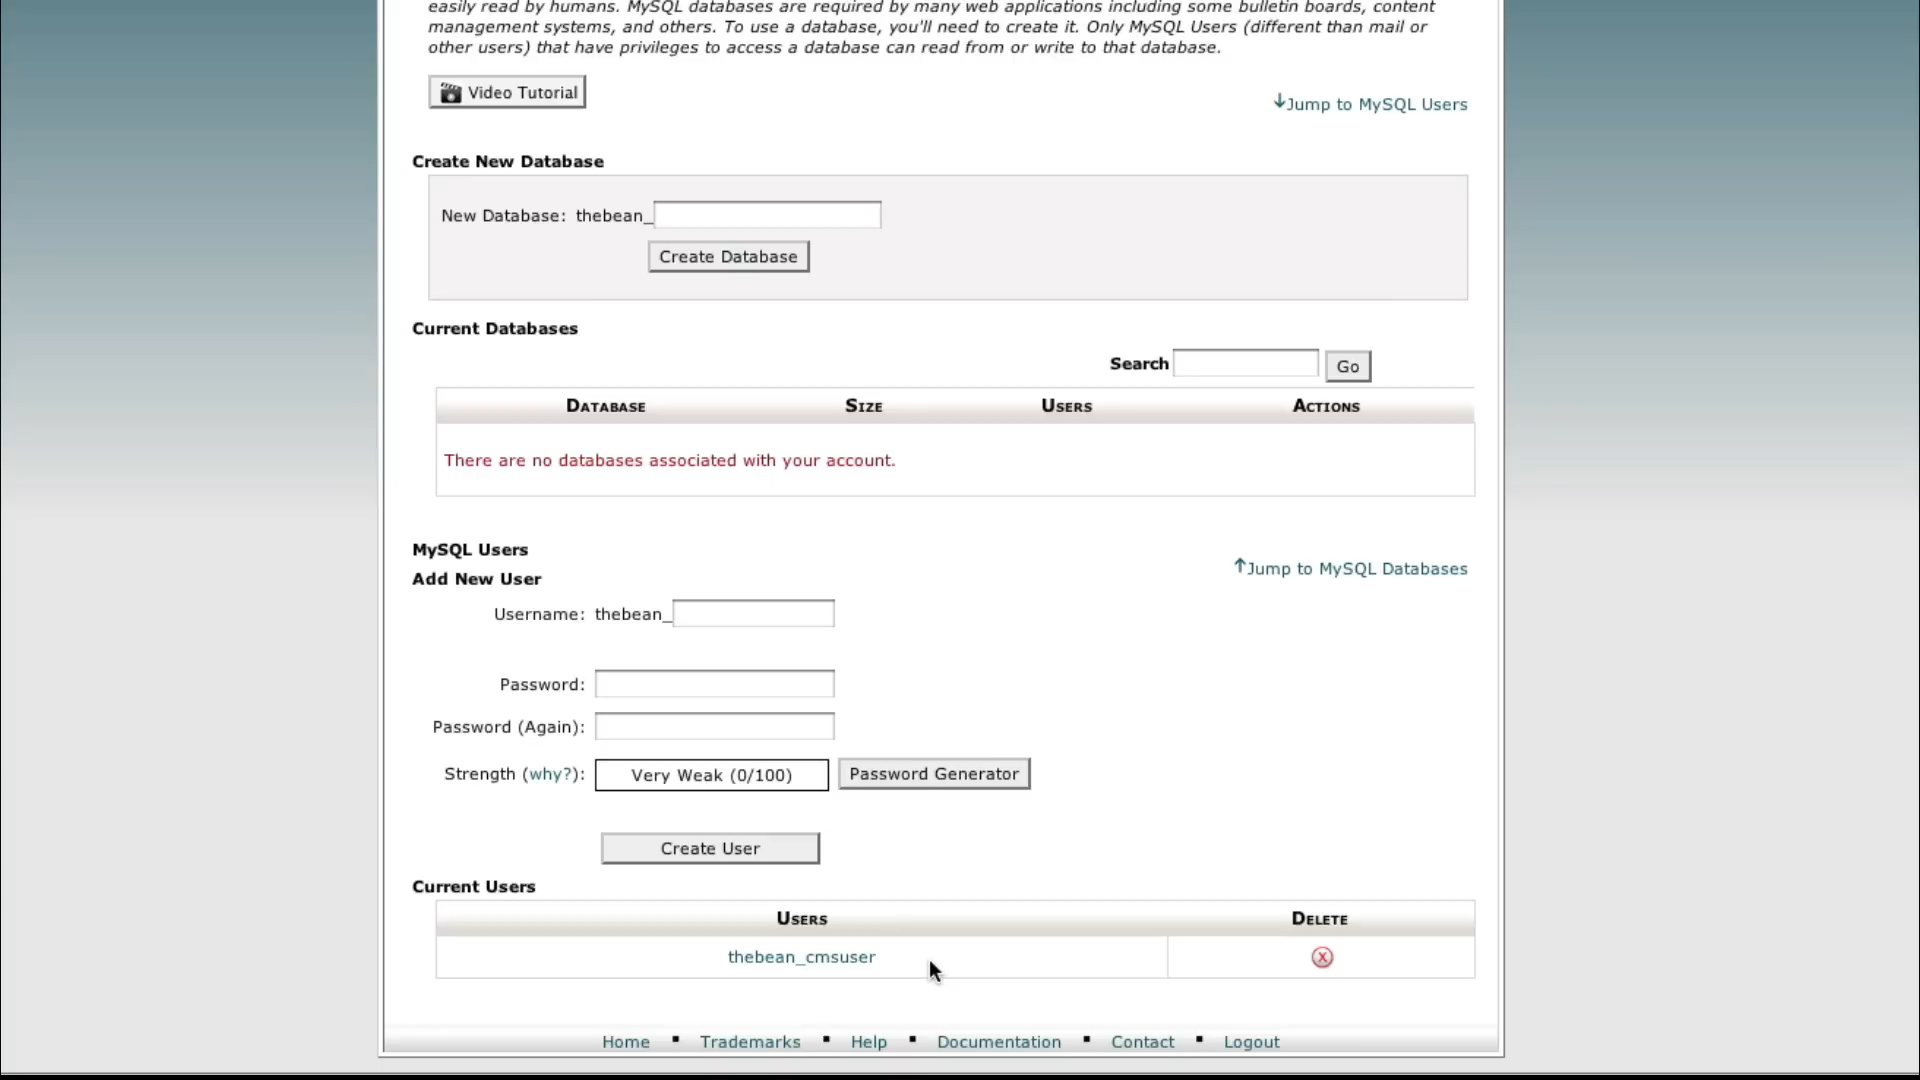 easily read by humans. MySQL databases are required by many web applications including some bulletin boards, content
management systems, and others. To use a database, you'll need to create it. Only MySQL Users (different than mail or
other users) that have privileges to access a database can read from or write to that database.
Video Tutorial
Jump to MySQL Users
Create New Database
New Database: thebean_
Create Database
Current Databases
Search Go
DATABASE SIZE USERS ACTIONS
There are no databases associated with your account.
MySQL Users
Jump to MySQL Databases
Add New User
Username: thebean_
Password:
Password (Again):
Strength (why?): Very Weak (0/100) Password Generator
Create User
Current Users
USERS DELETE
thebean_cmsuser X
Home ▪ Trademarks ▪ Help ▪ Documentation ▪ Contact ▪ Logout